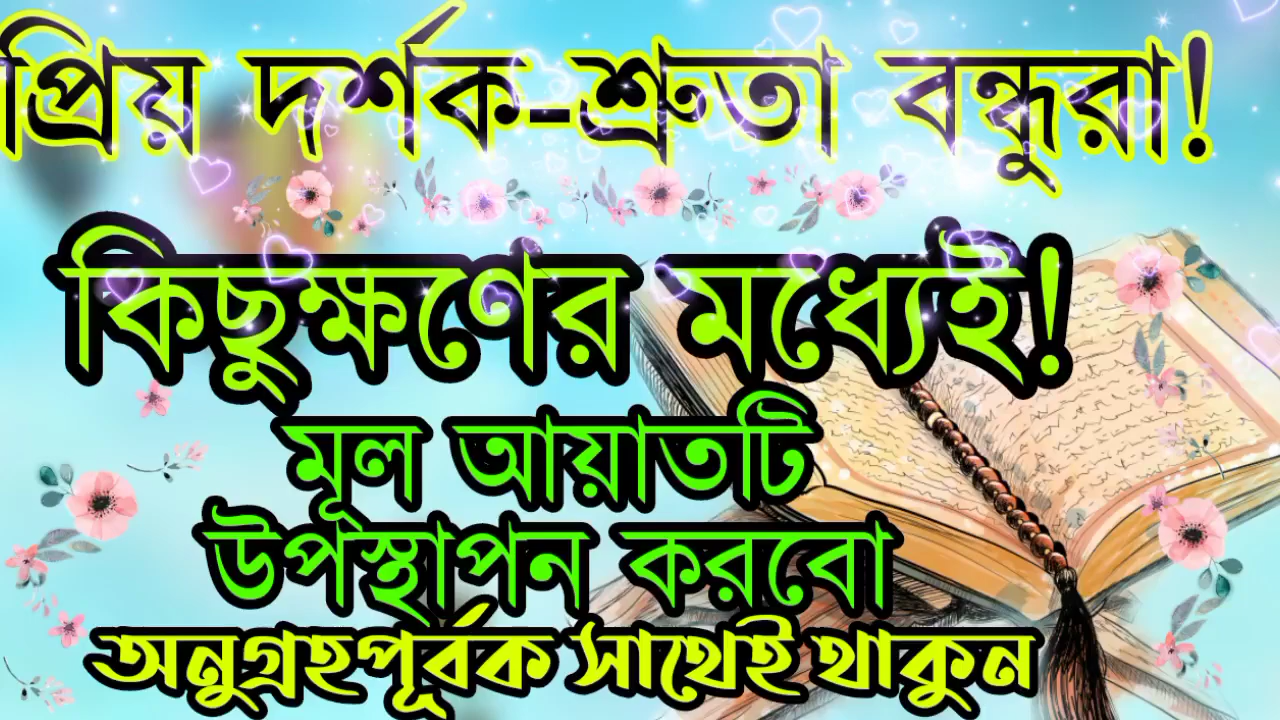 প্রিয় দর্শক-শ্রুতা বন্ধুরা!
কিছুক্ষণের মধ্যেই!
মূল আয়াতটি
উপস্থাপন করবো
অনুগ্রহপূর্বক সাথেই থাকুন